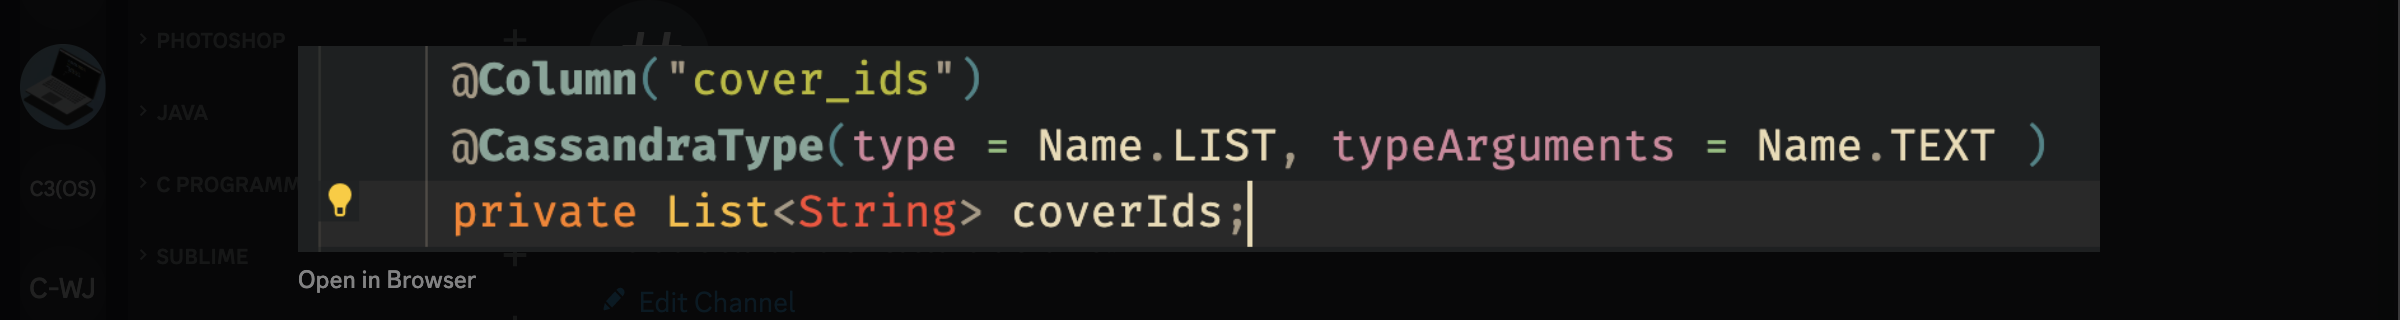 PHOTOSHOP
JAVA
C3(OS)
C PROGRAMM
SUBLIME
C-WJ
@Column("cover_ids")
@CassandraType(type = Name.LIST, typeArguments = Name.TEXT )
private List<String> coverIds;
Open in Browser
Edit Channel